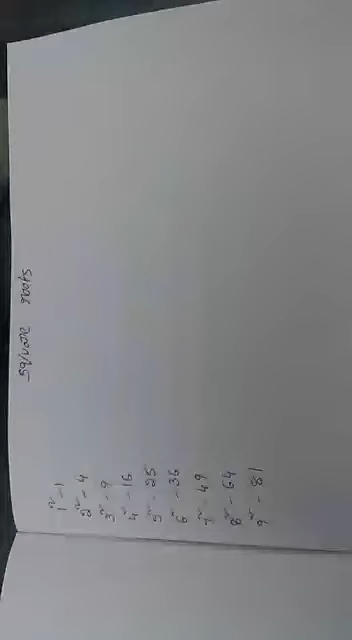 1² - 1
2² - 4
3² - 9
4² - 16
5² - 25
6² - 36
7² - 49
8² - 64
9² - 81